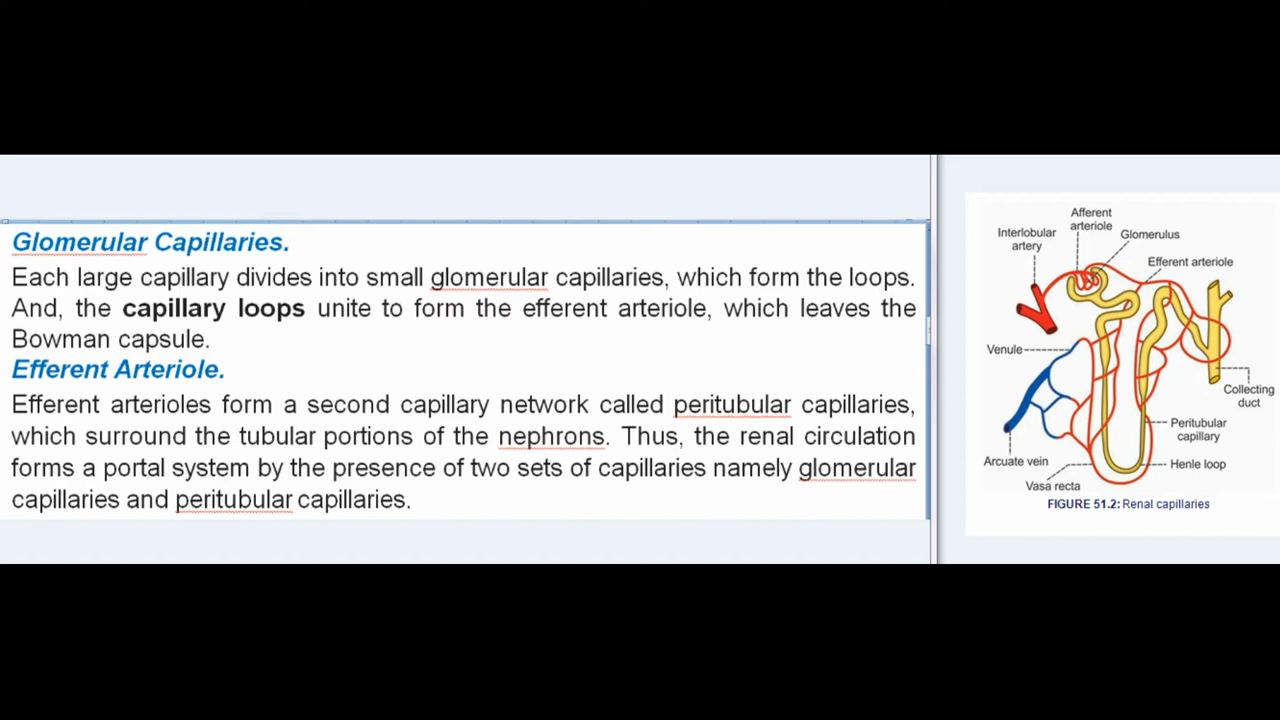 Glomerular Capillaries.
Each large capillary divides into small glomerular capillaries, which form the loops.
And, the capillary loops unite to form the efferent arteriole, which leaves the
Bowman capsule.
Efferent Arteriole.
Efferent arterioles form a second capillary network called peritubular capillaries,
which surround the tubular portions of the nephrons. Thus, the renal circulation
forms a portal system by the presence of two sets of capillaries namely glomerular
capillaries and peritubular capillaries.
Afferent
arteriole
Interlobular
artery
Glomerulus
Efferent arteriole
Venule
Collecting
duct
Peritubular
capillary
Arcuate vein
Henle loop
Vasa recta
FIGURE 51.2: Renal capillaries